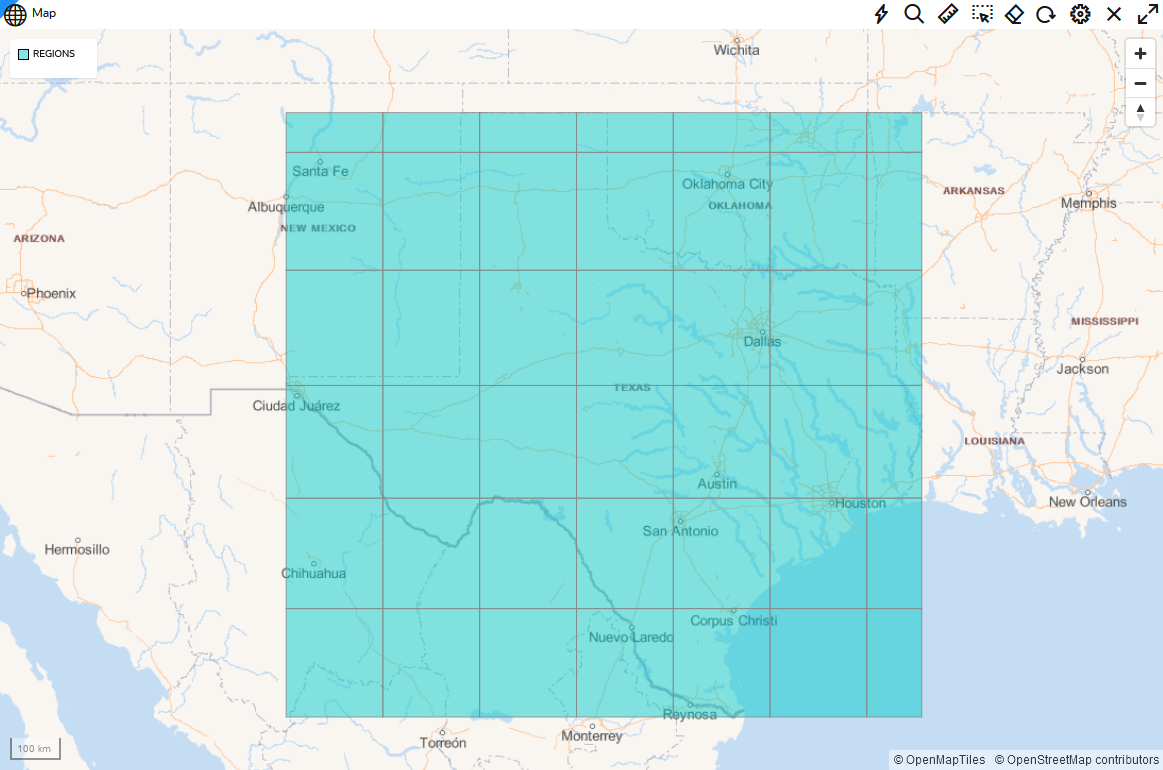 Map
REGIONS
Wichita
Santa Fe
Oklahoma City
ARKANSAS
Memphis
Albuquerque
OKLAHOMA
NEW MEXICO
ARIZONA
Phoenix
MISSISSIPPI
Dallas
Jackson
TEXAS
Ciudad Juárez
LOUISIANA
Austin
New Orleans
Houston
San Antonio
Hermosillo
Chihuahua
Corpus Christi
Nuevo Laredo
Reynosa
Monterrey
Torreón
100 km
© OpenMapTiles © OpenStreetMap contributors